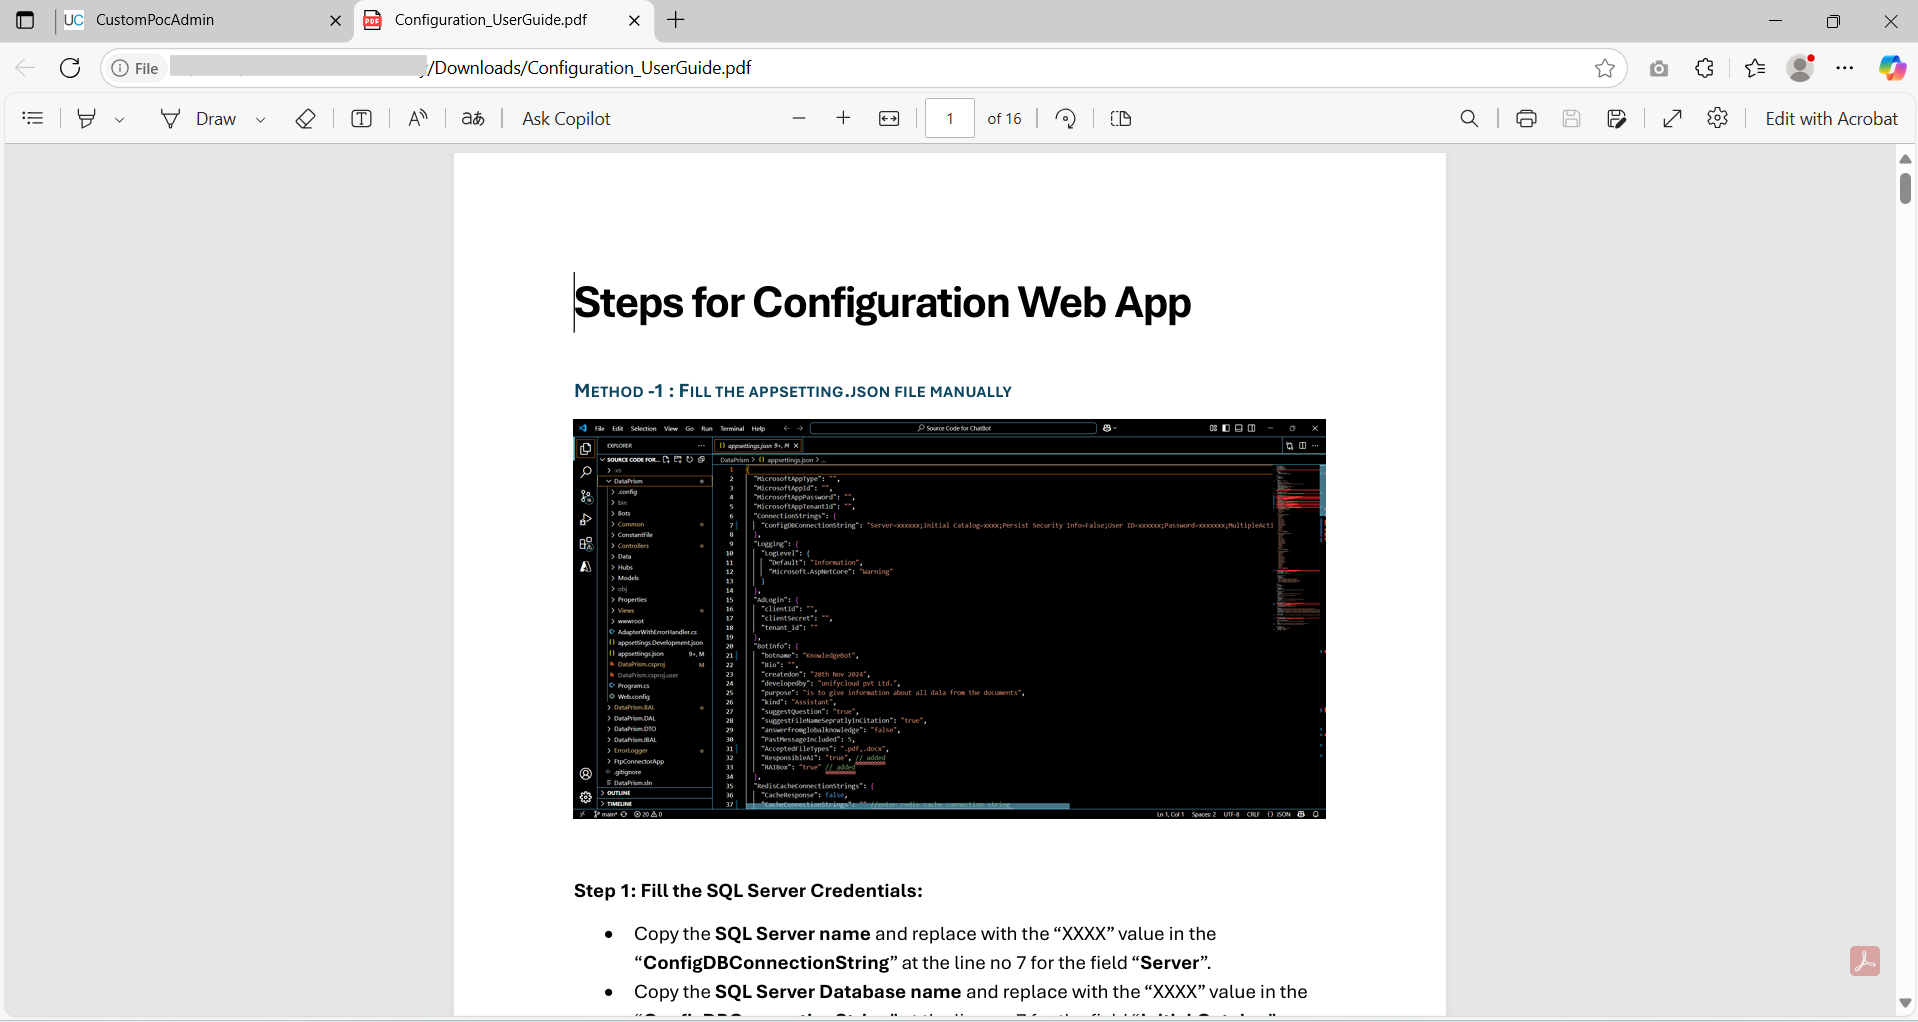 CustomPocAdmin
Configuration_UserGuide.pdf
File
/Downloads/Configuration_UserGuide.pdf
Draw
Ask Copilot
1 of 16
Edit with Acrobat
Steps for Configuration Web App
METHOD -1 : FILL THE APPSETTING.JSON FILE MANUALLY
File Edit Selection View Go Run Terminal Help
Source Code for ChatBot
EXPLORER
appsettings.json 9+, M
SOURCE CODE FOR...
DataPrism > {} appsettings.json > ...
.vs
DataPrism
.config
bin
Bots
Common
ConstantFile
Controllers
Data
Hubs
Models
obj
Properties
Views
wwwroot
AdapterWithErrorHandler.cs
appsettings.Development.json
appsettings.json 9+, M
DataPrism.csproj M
DataPrism.csproj.user
Program.cs
Web.config
DataPrism.BAL
DataPrism.DAL
DataPrism.DTO
DataPrism.IBAL
ErrorLogger
FtpConnectorApp
.gitignore
DataPrism.sln
OUTLINE
TIMELINE
1 {
2 "MicrosoftAppType": "",
3 "MicrosoftAppId": "",
4 "MicrosoftAppPassword": "",
5 "MicrosoftAppTenantId": "",
6 "ConnectionStrings": {
7 "ConfigDBConnectionString": "Server=xxxxxx;Initial Catalog=xxxx;Persist Security Info=False;User ID=xxxxxx;Password=xxxxxxx;MultipleActi
8 },
9 "Logging": {
10 "LogLevel": {
11 "Default": "Information",
12 "Microsoft.AspNetCore": "Warning"
13 }
14 },
15 "AdLogin": {
16 "clientId": "",
17 "clientSecret": "",
18 "tenant_id": ""
19 },
20 "BotInfo": {
21 "botname": "KnowledgeBot",
22 "Bio": "",
23 "createdon": "28th Nov 2024",
24 "developedby": "unifycloud pvt Ltd.",
25 "purpose": "is to give information about all data from the documents",
26 "kind": "Assistant",
27 "suggestQuestion": "true",
28 "suggestFileNameSepratlyInCitation": "true",
29 "answerfromglobalknowledge": "false",
30 "PastMessageIncluded": 5,
31 "AcceptedFileTypes": ".pdf,.docx",
32 "ResponsibleAI": "true", // added
33 "RAIBox": "true" // added
34 },
35 "RedisCacheConnectionStrings": {
36 "CacheResponse": false,
37 "CacheConnectionStrings": "" //enter redis cache connection string
main* 20 0
Ln 1, Col 1 Spaces: 2 UTF-8 CRLF {} JSON
Step 1: Fill the SQL Server Credentials:
• Copy the SQL Server name and replace with the “XXXX” value in the
“ConfigDBConnectionString” at the line no 7 for the field “Server”.
• Copy the SQL Server Database name and replace with the “XXXX” value in the